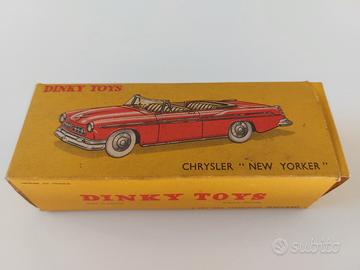 DINKY TOYS
CHRYSLER " NEW YORKER "
DINKY TOYS
subito